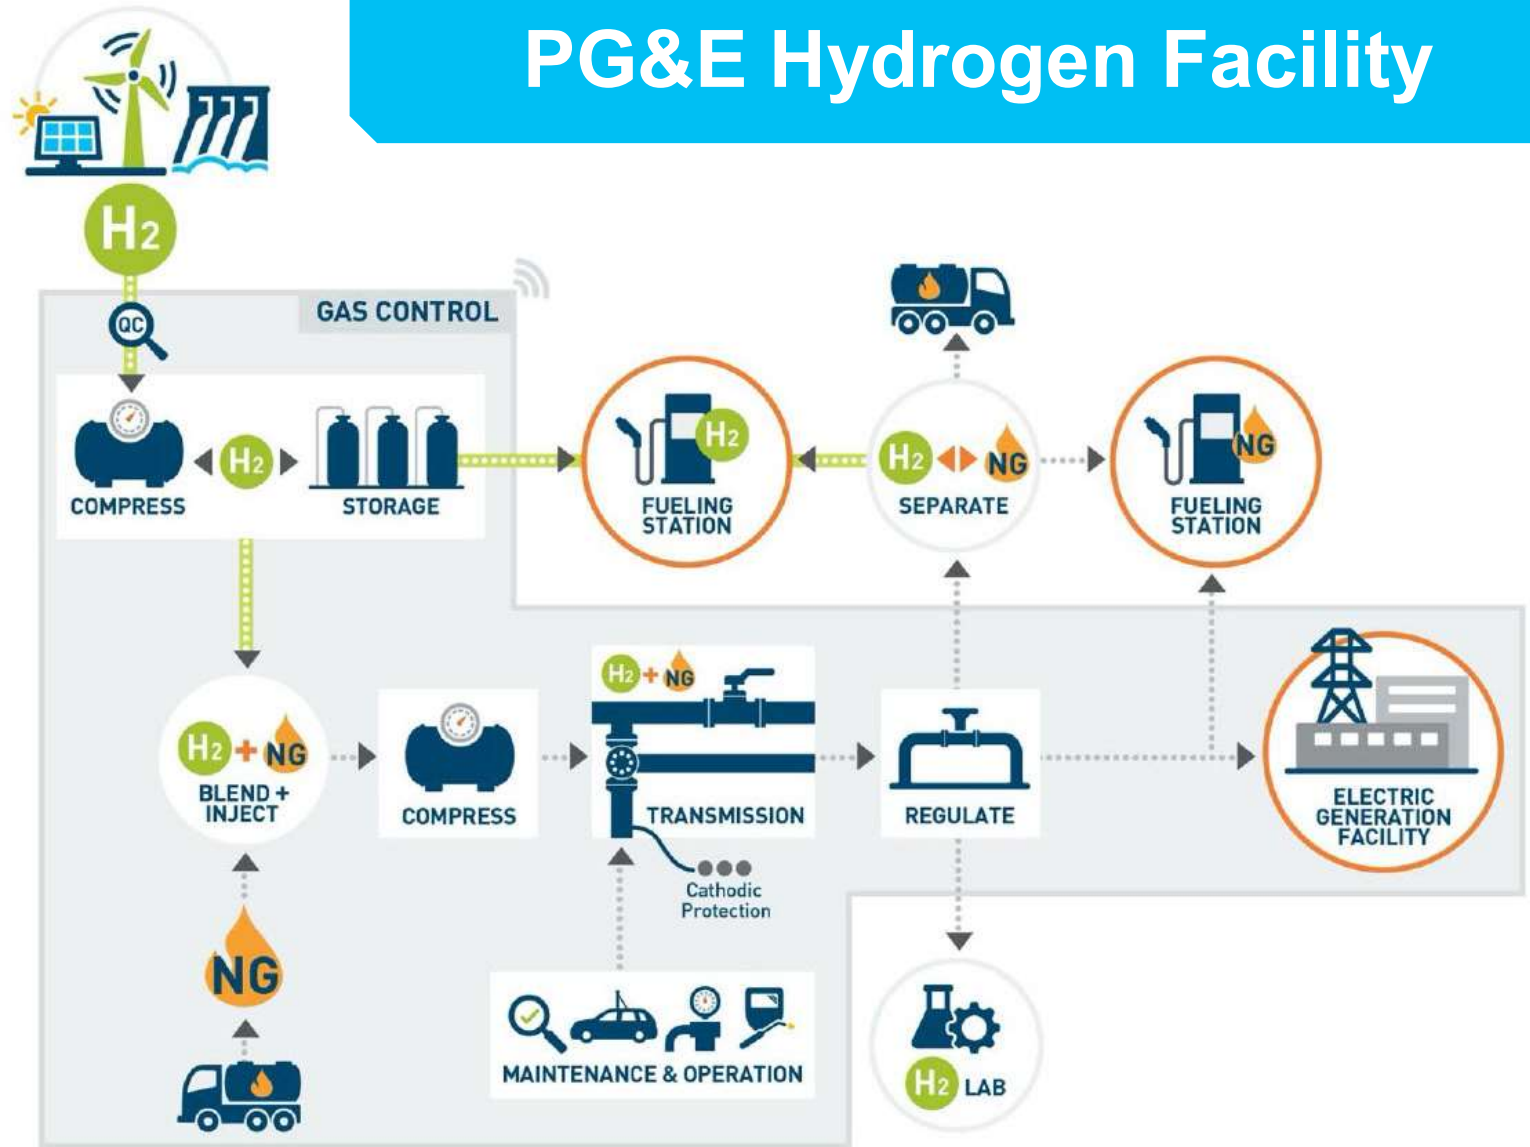 PG&E Hydrogen Facility
H2
QC
GAS CONTROL
COMPRESS
H2
STORAGE
H2
FUELING
STATION
H2
NG
SEPARATE
NG
FUELING
STATION
H2 + NG
BLEND +
INJECT
COMPRESS
H2 + NG
TRANSMISSION
Cathodic
Protection
REGULATE
ELECTRIC
GENERATION
FACILITY
NG
MAINTENANCE & OPERATION
H2 LAB